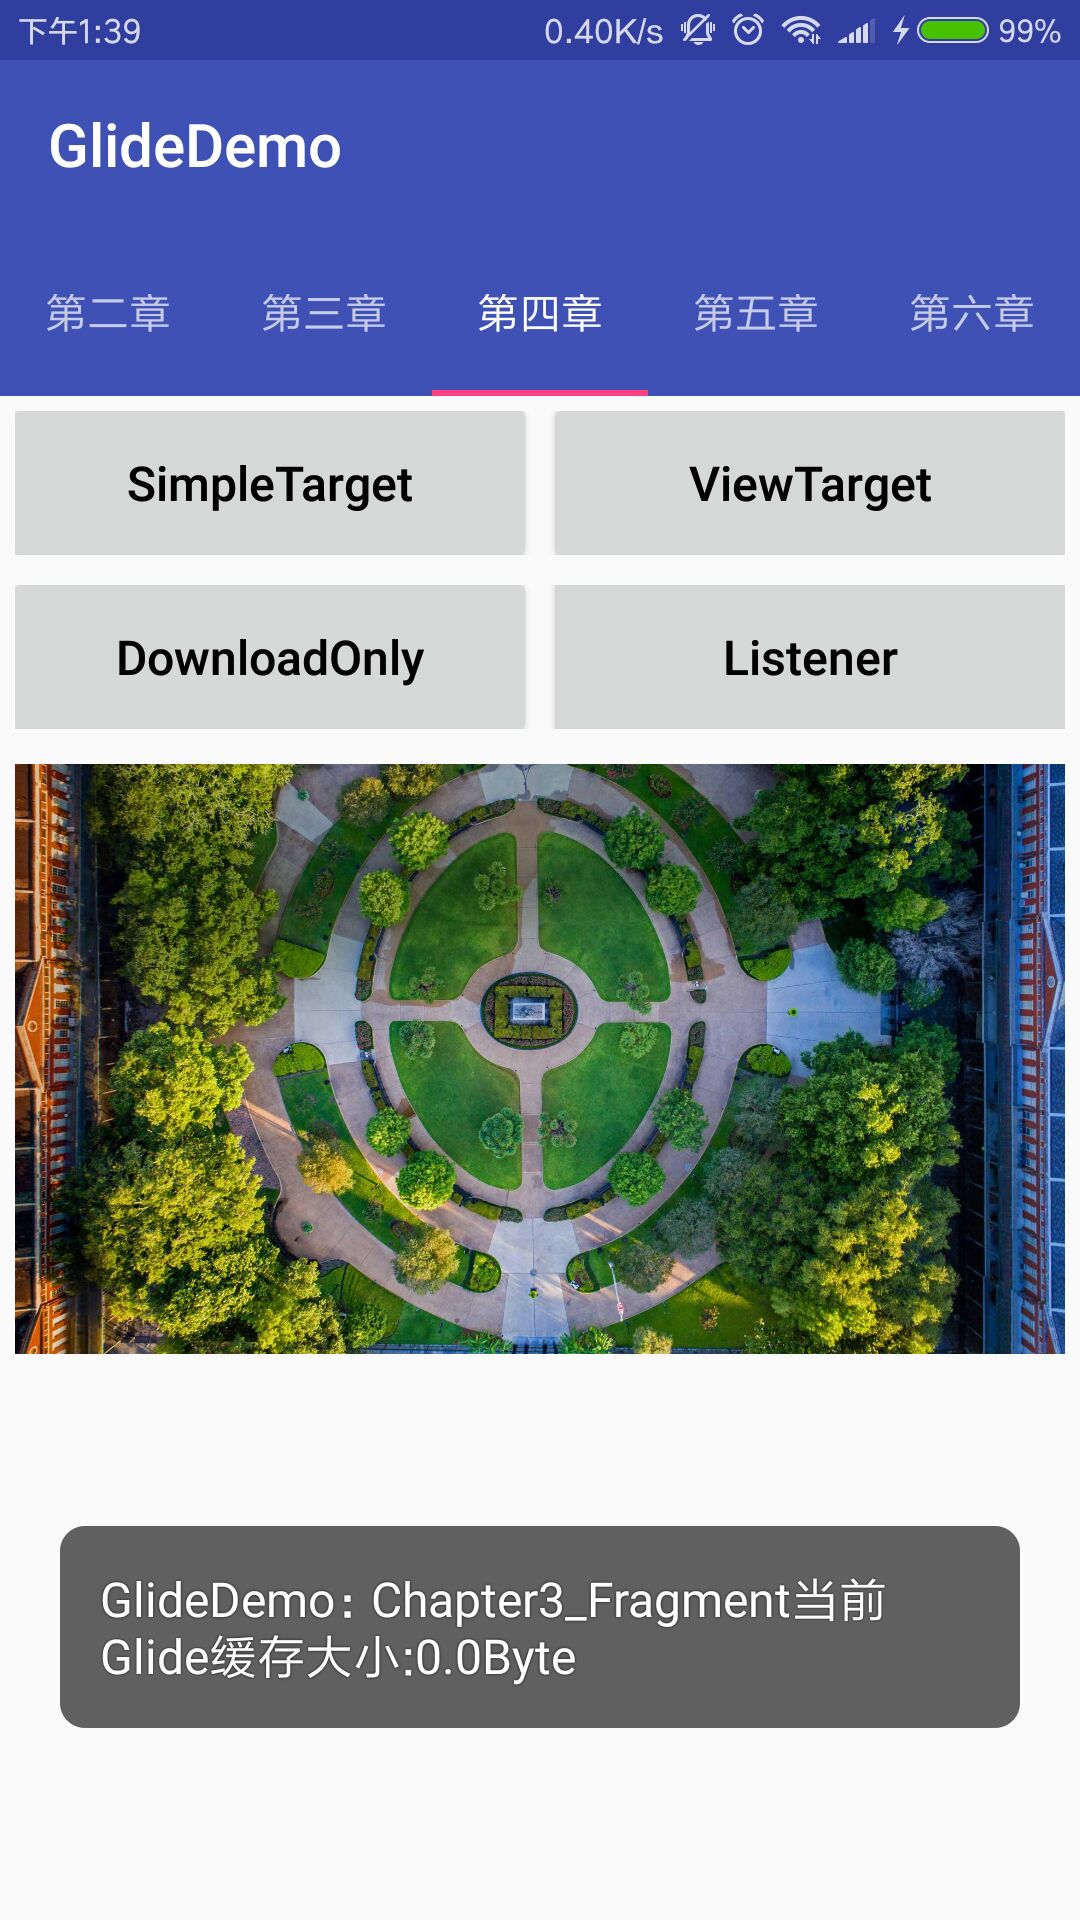 下午1:39 0.40K/s 99%
GlideDemo
第二章 第三章 第四章 第五章 第六章
SimpleTarget ViewTarget
DownloadOnly Listener
GlideDemo: Chapter3_Fragment当前
Glide缓存大小:0.0Byte